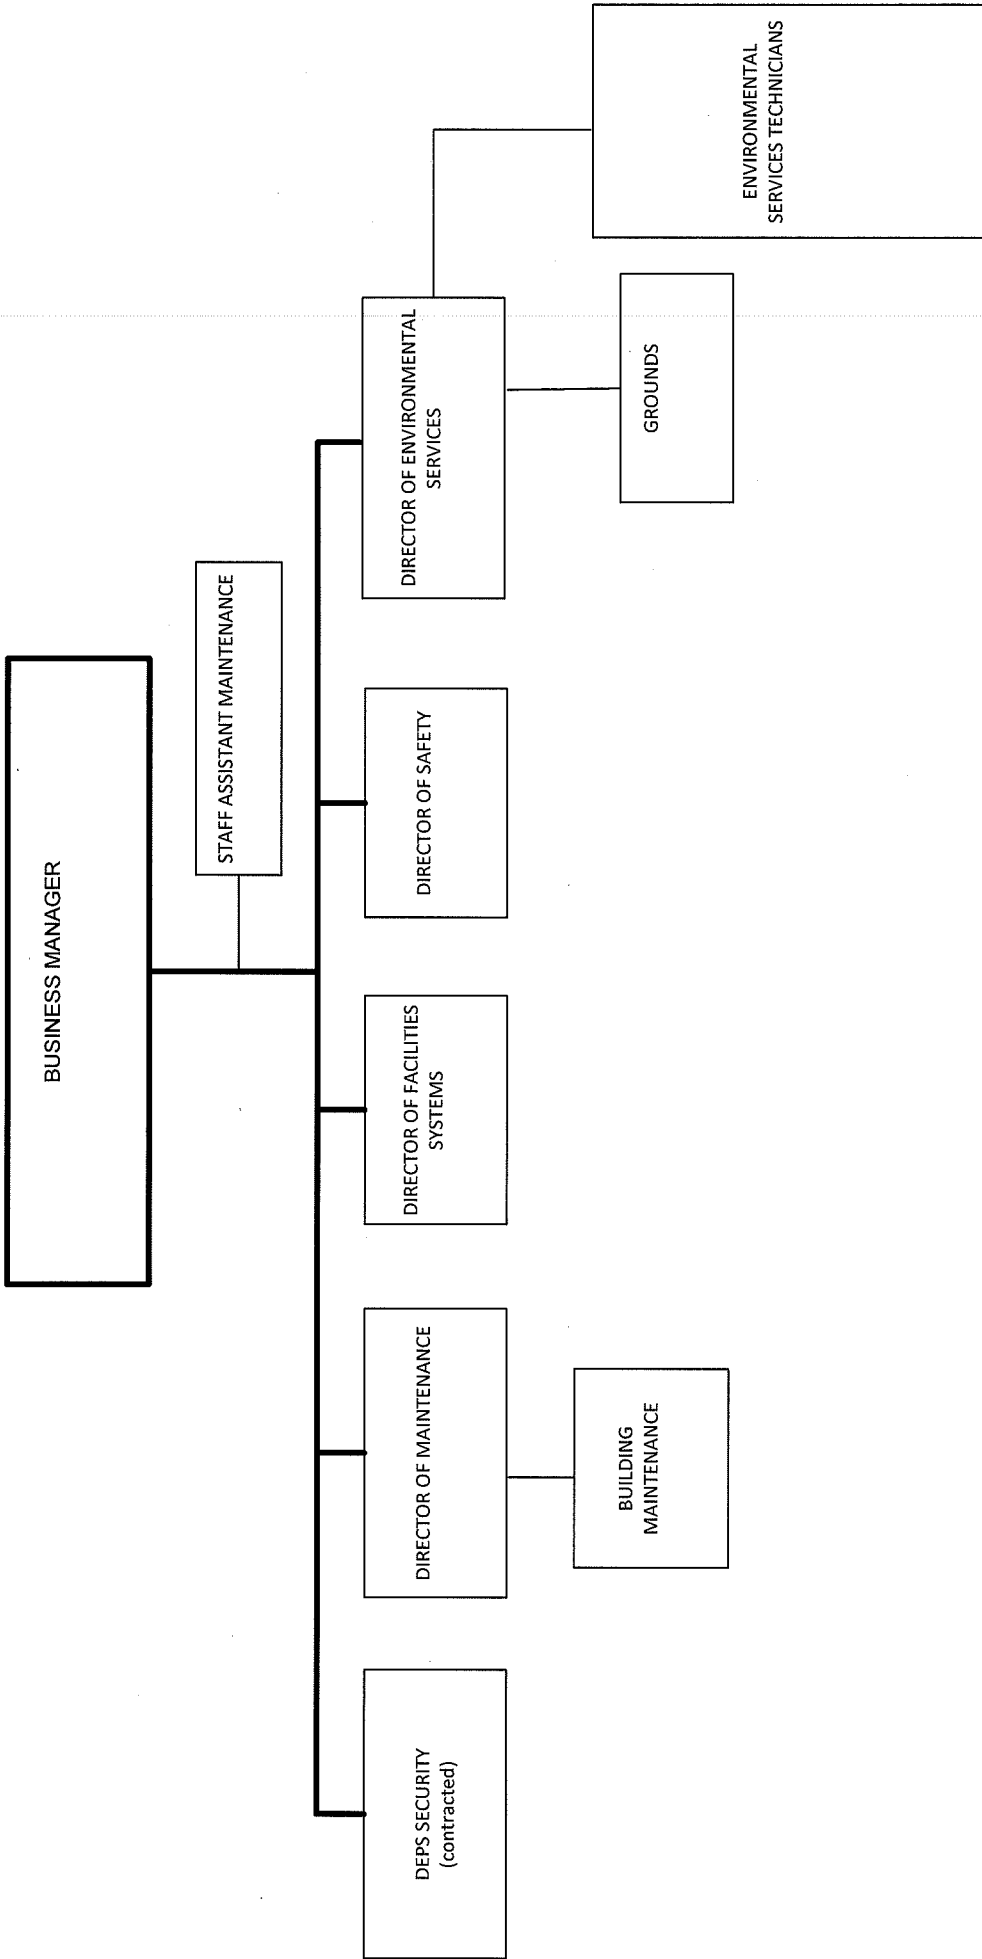 BUSINESS MANAGER
STAFF ASSISTANT MAINTENANCE
DEPS SECURITY
(contracted)
DIRECTOR OF MAINTENANCE
DIRECTOR OF FACILITIES
SYSTEMS
DIRECTOR OF SAFETY
DIRECTOR OF ENVIRONMENTAL
SERVICES
BUILDING
MAINTENANCE
GROUNDS
ENVIRONMENTAL
SERVICES TECHNICIANS